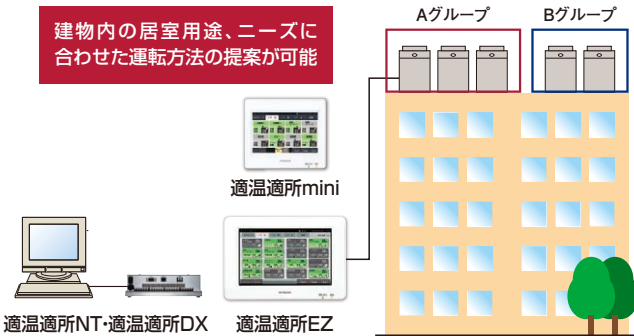 建物内の居室用途、ニーズに
合わせた運転方法の提案が可能
Aグループ
Bグループ
適温適所mini
適温適所NT・適温適所DX
適温適所EZ